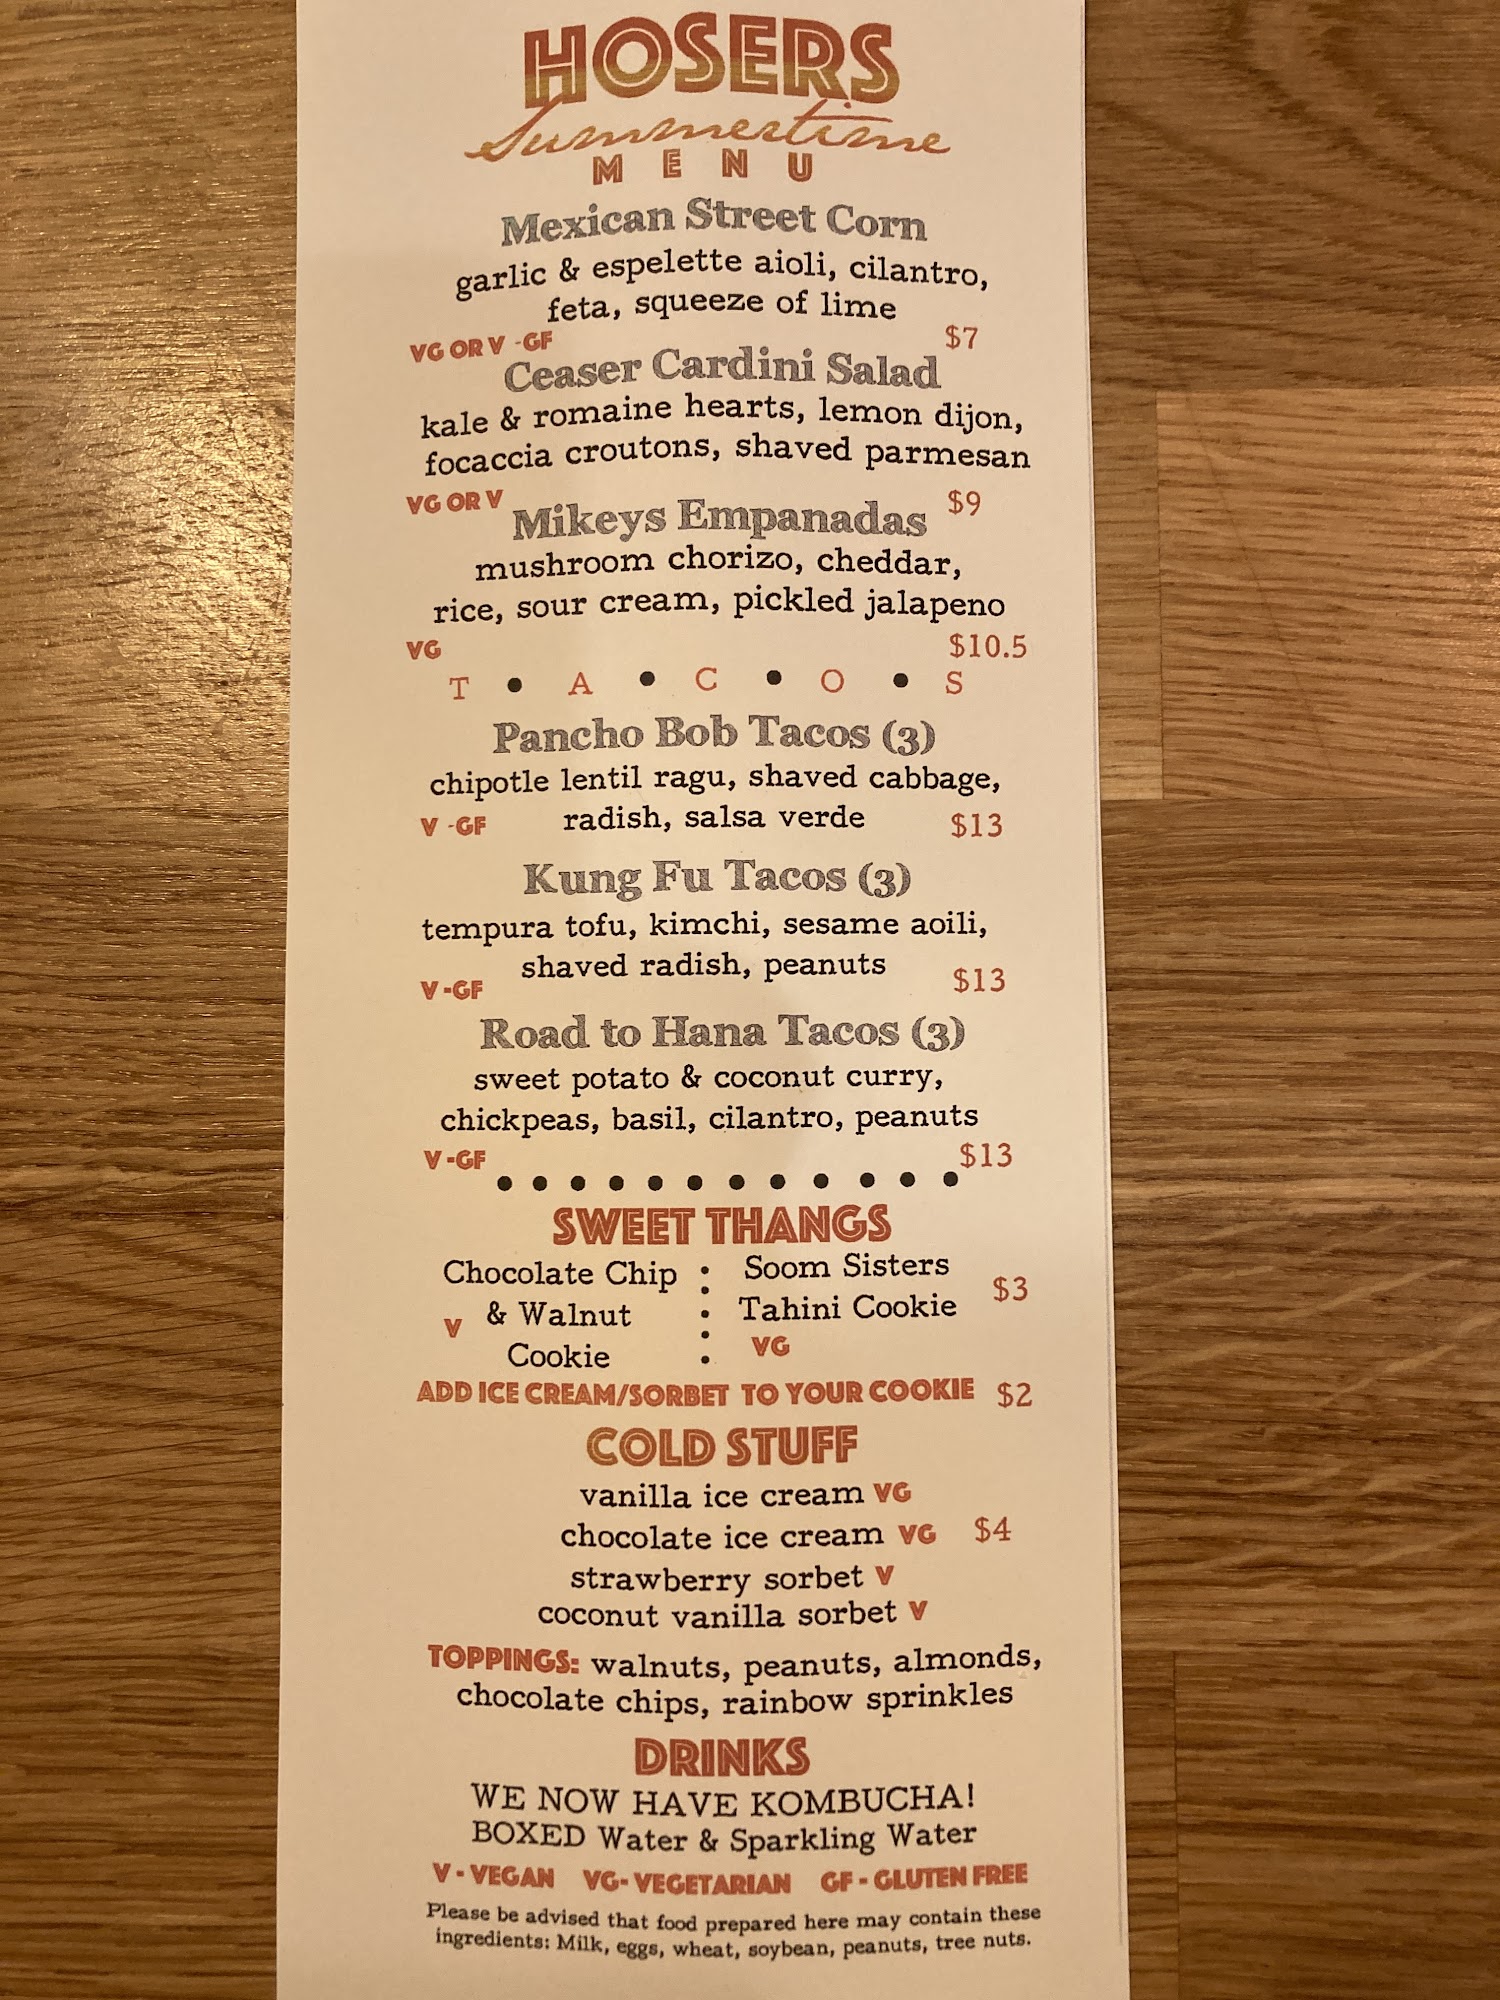 HOSERS
Summertime
MENU
Mexican Street Corn
garlic & espelette aioli, cilantro,
feta, squeeze of lime
VG OR V -GF $7
Ceaser Cardini Salad
kale & romaine hearts, lemon dijon,
focaccia croutons, shaved parmesan
VG OR V $9
Mikeys Empanadas
mushroom chorizo, cheddar,
rice, sour cream, pickled jalapeno
VG $10.5
T • A • C • O • S
Pancho Bob Tacos (3)
chipotle lentil ragu, shaved cabbage,
radish, salsa verde
V -GF $13
Kung Fu Tacos (3)
tempura tofu, kimchi, sesame aoili,
shaved radish, peanuts
V -GF $13
Road to Hana Tacos (3)
sweet potato & coconut curry,
chickpeas, basil, cilantro, peanuts
V -GF $13
SWEET THANGS
Chocolate Chip
& Walnut
Cookie
V
Soom Sisters
Tahini Cookie
VG
$3
ADD ICE CREAM/SORBET TO YOUR COOKIE $2
COLD STUFF
vanilla ice cream VG
chocolate ice cream VG $4
strawberry sorbet V
coconut vanilla sorbet V
TOPPINGS: walnuts, peanuts, almonds,
chocolate chips, rainbow sprinkles
DRINKS
WE NOW HAVE KOMBUCHA!
BOXED Water & Sparkling Water
V - VEGAN VG- VEGETARIAN GF - GLUTEN FREE
Please be advised that food prepared here may contain these
ingredients: Milk, eggs, wheat, soybean, peanuts, tree nuts.